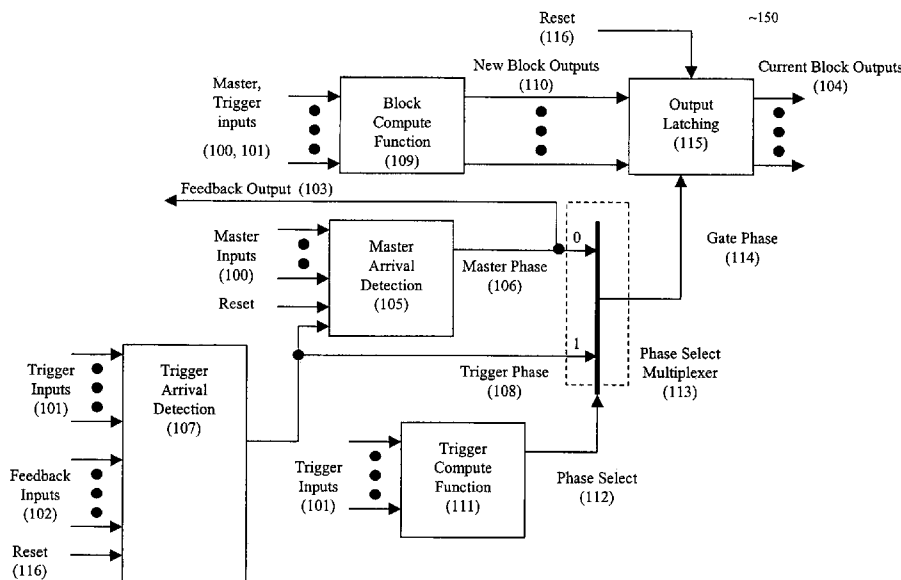 Reset
(116)
~150
New Block Outputs
(110)
Current Block Outputs
(104)
Master,
Trigger
inputs
(100, 101)
Block
Compute
Function
(109)
Output
Latching
(115)
Feedback Output (103)
Master
Inputs
(100)
Reset
Master
Arrival
Detection
(105)
Master Phase
(106)
0
Gate Phase
(114)
1
Trigger Phase
(108)
Phase Select
Multiplexer
(113)
Trigger
Inputs
(101)
Trigger
Arrival
Detection
(107)
Feedback
Inputs
(102)
Reset
(116)
Trigger
Inputs
(101)
Trigger
Compute
Function
(111)
Phase Select
(112)